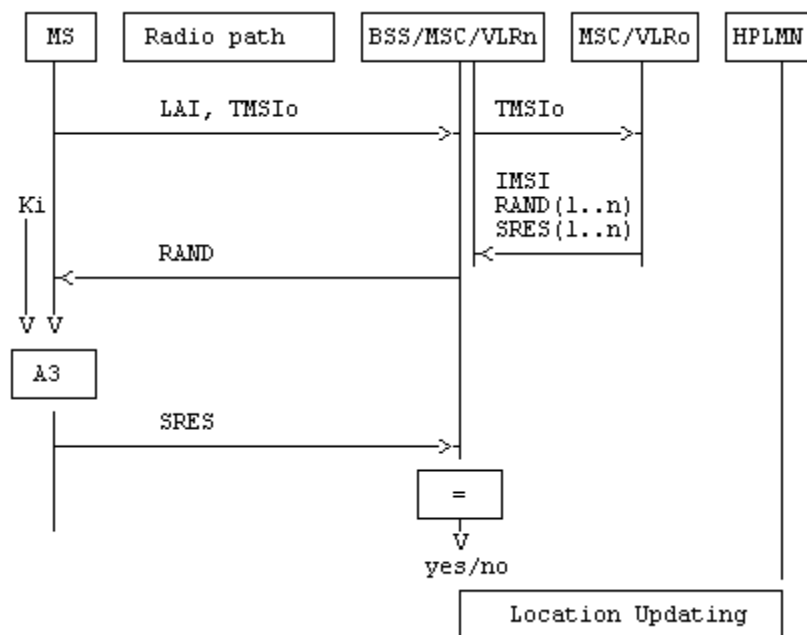 MS
Radio path
BSS/MSC/VLRn
MSC/VLRo
HPLMN
LAI, TMSIo
TMSIo
IMSI
RAND(1..n)
SRES(1..n)
Ki
RAND
V V
A3
SRES
=
V
yes/no
Location Updating